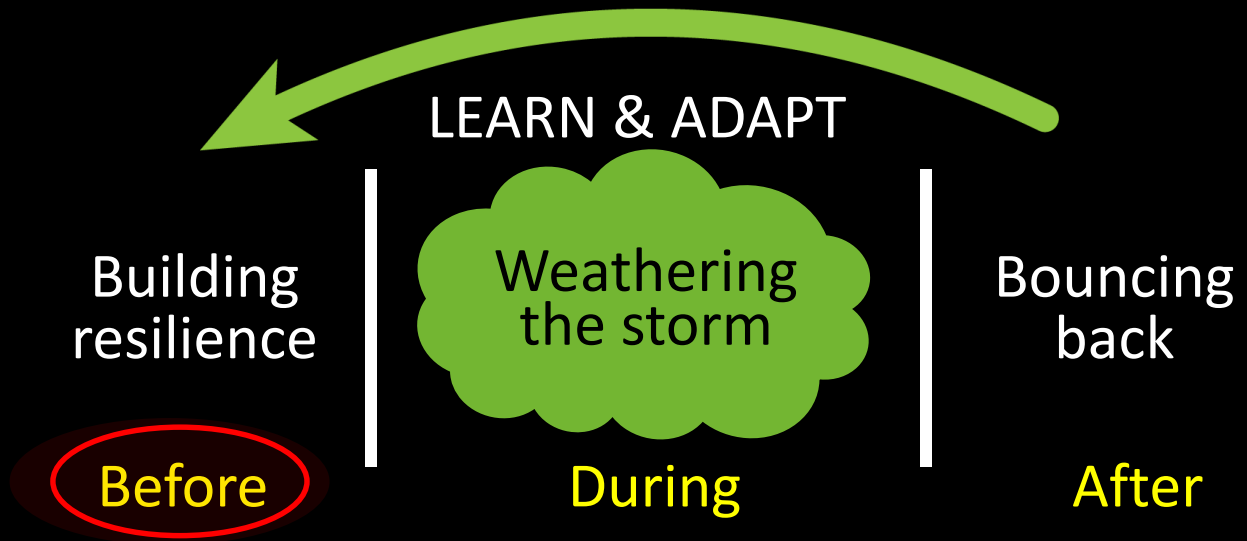 LEARN & ADAPT
Building
resilience
Weathering
the storm
Bouncing
back
Before
During
After